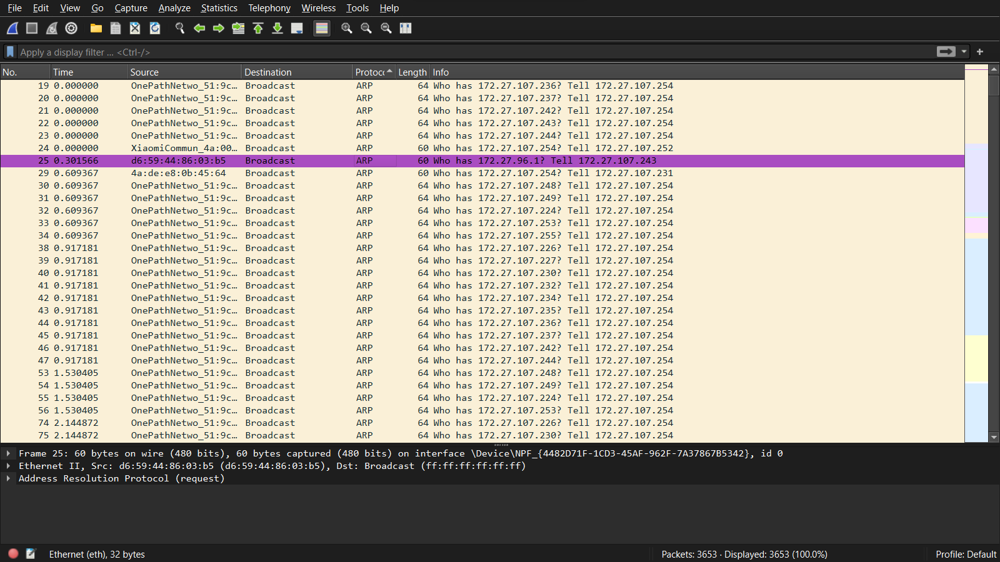 File Edit View Go Capture Analyze Statistics Telephony Wireless Tools Help
Apply a display filter … <Ctrl-/>
No. Time Source Destination Protoco Length Info
19 0.000000 OnePathNetwo_51:9c… Broadcast ARP 64 Who has 172.27.107.236? Tell 172.27.107.254
20 0.000000 OnePathNetwo_51:9c… Broadcast ARP 64 Who has 172.27.107.237? Tell 172.27.107.254
21 0.000000 OnePathNetwo_51:9c… Broadcast ARP 64 Who has 172.27.107.242? Tell 172.27.107.254
22 0.000000 OnePathNetwo_51:9c… Broadcast ARP 64 Who has 172.27.107.243? Tell 172.27.107.254
23 0.000000 OnePathNetwo_51:9c… Broadcast ARP 64 Who has 172.27.107.244? Tell 172.27.107.254
24 0.000000 XiaomiCommun_4a:00… Broadcast ARP 60 Who has 172.27.107.254? Tell 172.27.107.252
25 0.301566 d6:59:44:86:03:b5 Broadcast ARP 60 Who has 172.27.96.1? Tell 172.27.107.243
29 0.609367 4a:de:e8:0b:45:64 Broadcast ARP 60 Who has 172.27.107.254? Tell 172.27.107.231
30 0.609367 OnePathNetwo_51:9c… Broadcast ARP 64 Who has 172.27.107.248? Tell 172.27.107.254
31 0.609367 OnePathNetwo_51:9c… Broadcast ARP 64 Who has 172.27.107.249? Tell 172.27.107.254
32 0.609367 OnePathNetwo_51:9c… Broadcast ARP 64 Who has 172.27.107.224? Tell 172.27.107.254
33 0.609367 OnePathNetwo_51:9c… Broadcast ARP 64 Who has 172.27.107.253? Tell 172.27.107.254
34 0.609367 OnePathNetwo_51:9c… Broadcast ARP 64 Who has 172.27.107.255? Tell 172.27.107.254
38 0.917181 OnePathNetwo_51:9c… Broadcast ARP 64 Who has 172.27.107.226? Tell 172.27.107.254
39 0.917181 OnePathNetwo_51:9c… Broadcast ARP 64 Who has 172.27.107.227? Tell 172.27.107.254
40 0.917181 OnePathNetwo_51:9c… Broadcast ARP 64 Who has 172.27.107.230? Tell 172.27.107.254
41 0.917181 OnePathNetwo_51:9c… Broadcast ARP 64 Who has 172.27.107.232? Tell 172.27.107.254
42 0.917181 OnePathNetwo_51:9c… Broadcast ARP 64 Who has 172.27.107.234? Tell 172.27.107.254
43 0.917181 OnePathNetwo_51:9c… Broadcast ARP 64 Who has 172.27.107.235? Tell 172.27.107.254
44 0.917181 OnePathNetwo_51:9c… Broadcast ARP 64 Who has 172.27.107.236? Tell 172.27.107.254
45 0.917181 OnePathNetwo_51:9c… Broadcast ARP 64 Who has 172.27.107.237? Tell 172.27.107.254
46 0.917181 OnePathNetwo_51:9c… Broadcast ARP 64 Who has 172.27.107.242? Tell 172.27.107.254
47 0.917181 OnePathNetwo_51:9c… Broadcast ARP 64 Who has 172.27.107.244? Tell 172.27.107.254
53 1.530405 OnePathNetwo_51:9c… Broadcast ARP 64 Who has 172.27.107.248? Tell 172.27.107.254
54 1.530405 OnePathNetwo_51:9c… Broadcast ARP 64 Who has 172.27.107.249? Tell 172.27.107.254
55 1.530405 OnePathNetwo_51:9c… Broadcast ARP 64 Who has 172.27.107.224? Tell 172.27.107.254
56 1.530405 OnePathNetwo_51:9c… Broadcast ARP 64 Who has 172.27.107.253? Tell 172.27.107.254
74 2.144872 OnePathNetwo_51:9c… Broadcast ARP 64 Who has 172.27.107.226? Tell 172.27.107.254
75 2.144872 OnePathNetwo_51:9c… Broadcast ARP 64 Who has 172.27.107.230? Tell 172.27.107.254
Frame 25: 60 bytes on wire (480 bits), 60 bytes captured (480 bits) on interface \Device\NPF_{4482D71F-1CD3-45AF-962F-7A37867B5342}, id 0
Ethernet II, Src: d6:59:44:86:03:b5 (d6:59:44:86:03:b5), Dst: Broadcast (ff:ff:ff:ff:ff:ff)
Address Resolution Protocol (request)
Ethernet (eth), 32 bytes Packets: 3653 · Displayed: 3653 (100.0%) Profile: Default